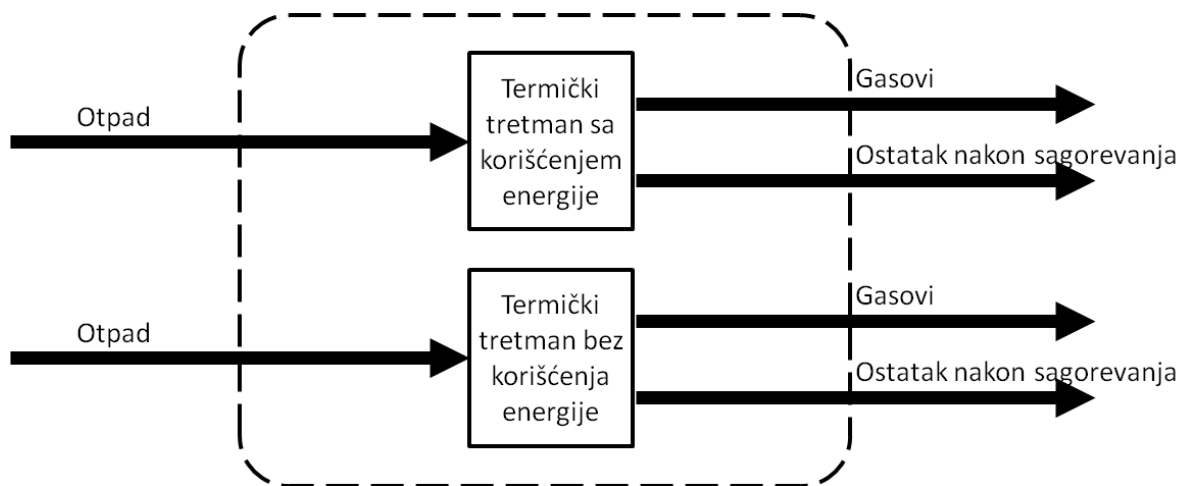 Otpad
Termički
tretman sa
korišćenjem
energije
Gasovi
Ostatak nakon sagorevanja
Otpad
Termički
tretman bez
korišćenja
energije
Gasovi
Ostatak nakon sagorevanja